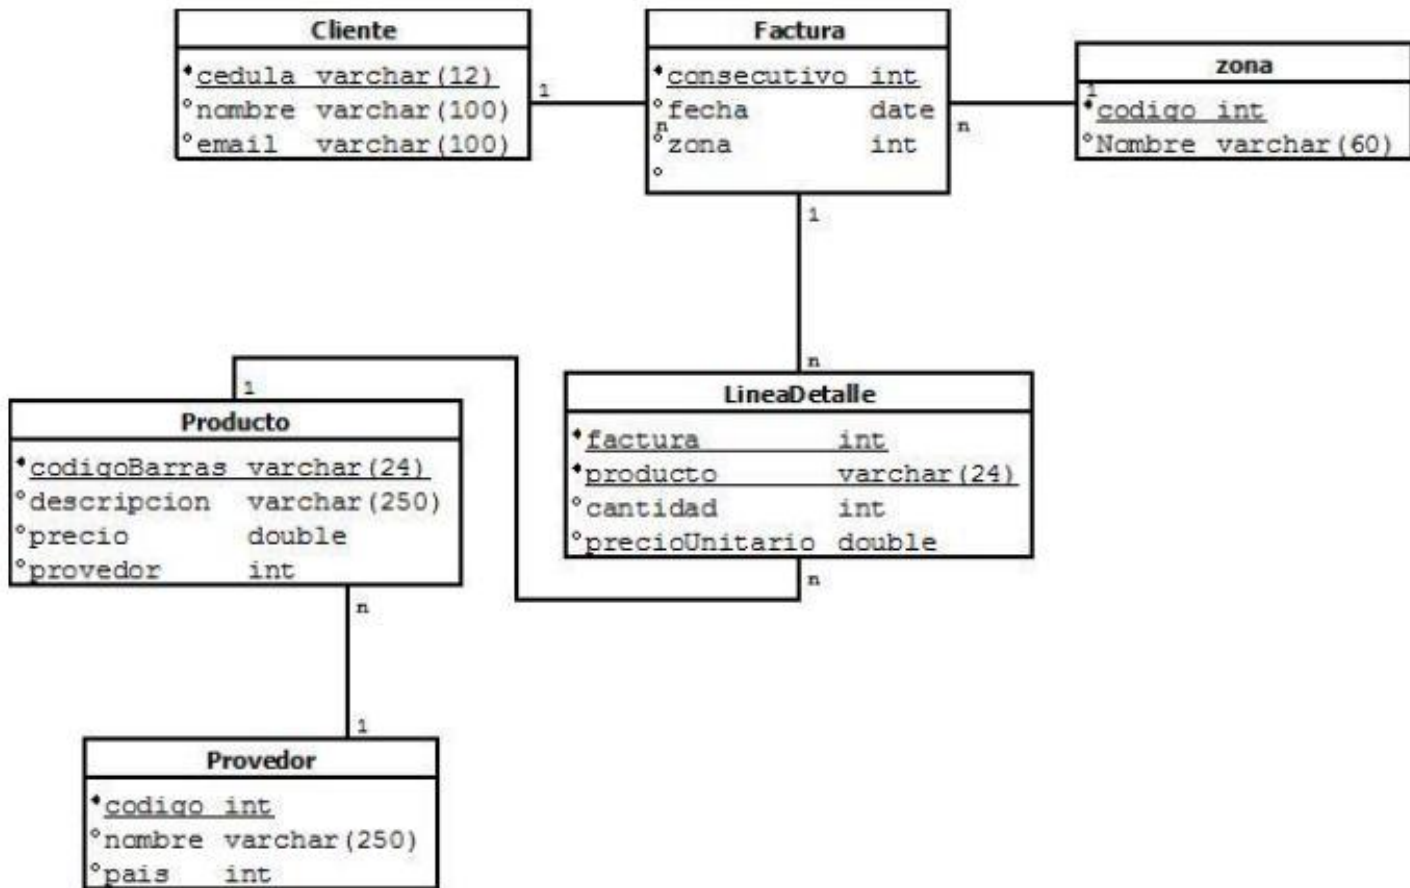 Cliente
cedula varchar(12)
nombre varchar(100)
email varchar(100)
1
n
Factura
consecutivo int
fecha date
zona int
n
1
zona
codigo int
Nombre varchar(60)
1
n
1
Producto
codigoBarras varchar(24)
descripcion varchar(250)
precio double
provedor int
LineaDetalle
factura int
producto varchar(24)
cantidad int
precioUnitario double
n
n
1
Provedor
codigo int
nombre varchar(250)
pais int